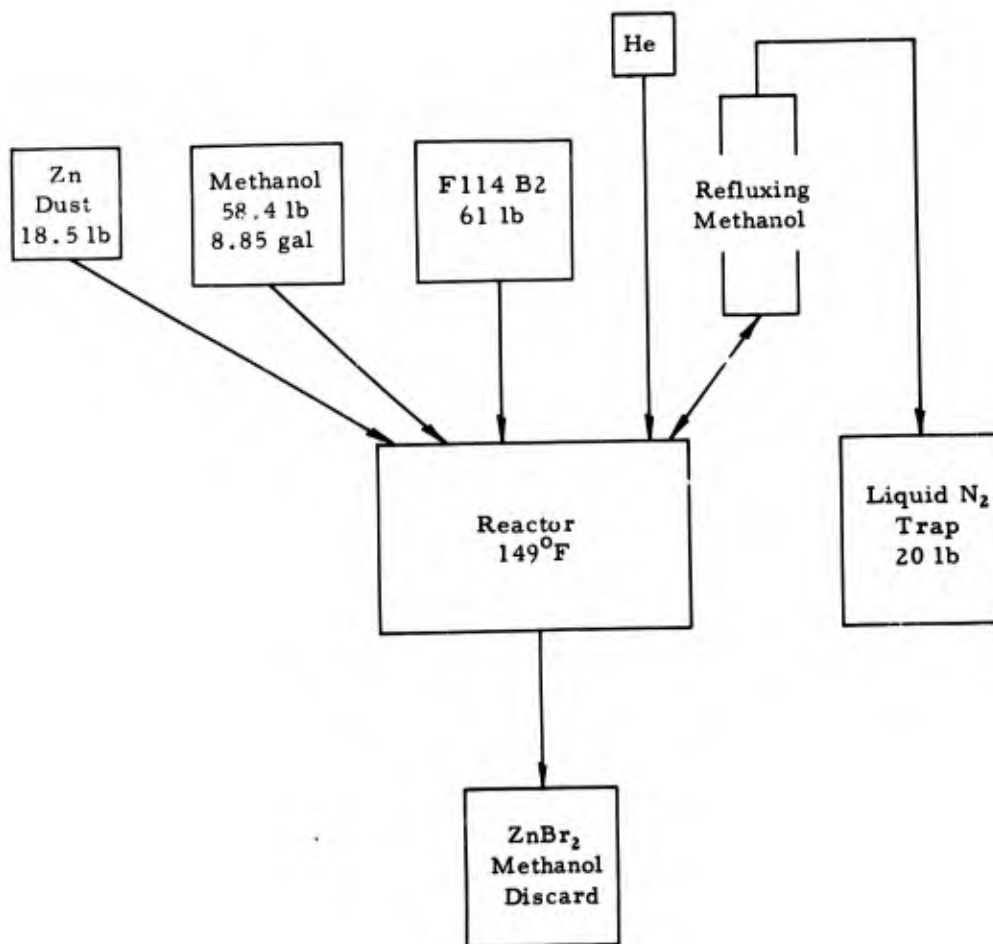 He
Zn
Dust
18.5 lb
Methanol
58.4 lb
8.85 gal
F114 B2
61 lb
Refluxing
Methanol
Reactor
149°F
Liquid N₂
Trap
20 lb
ZnBr₂
Methanol
Discard